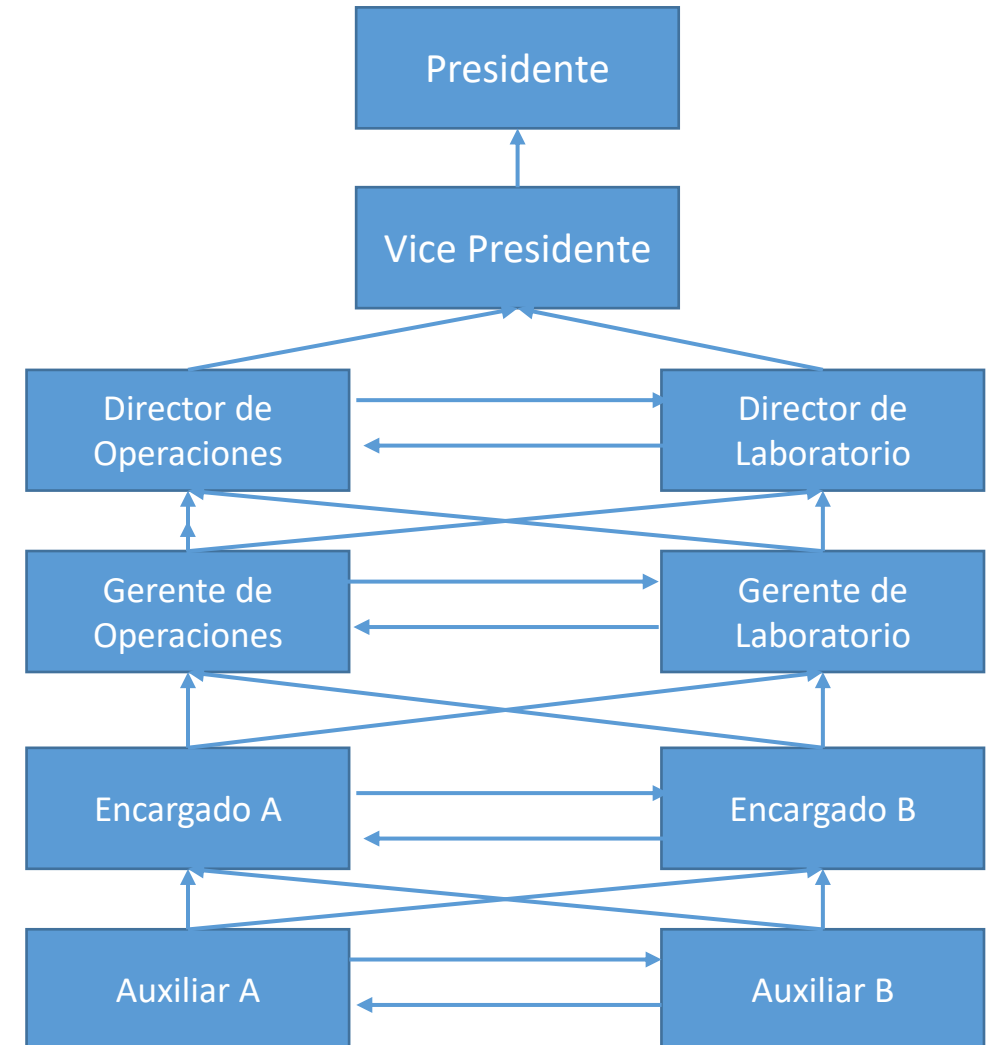 Presidente
Vice Presidente
Director de
Operaciones
Director de
Laboratorio
Gerente de
Operaciones
Gerente de
Laboratorio
Encargado A
Encargado B
Auxiliar A
Auxiliar B